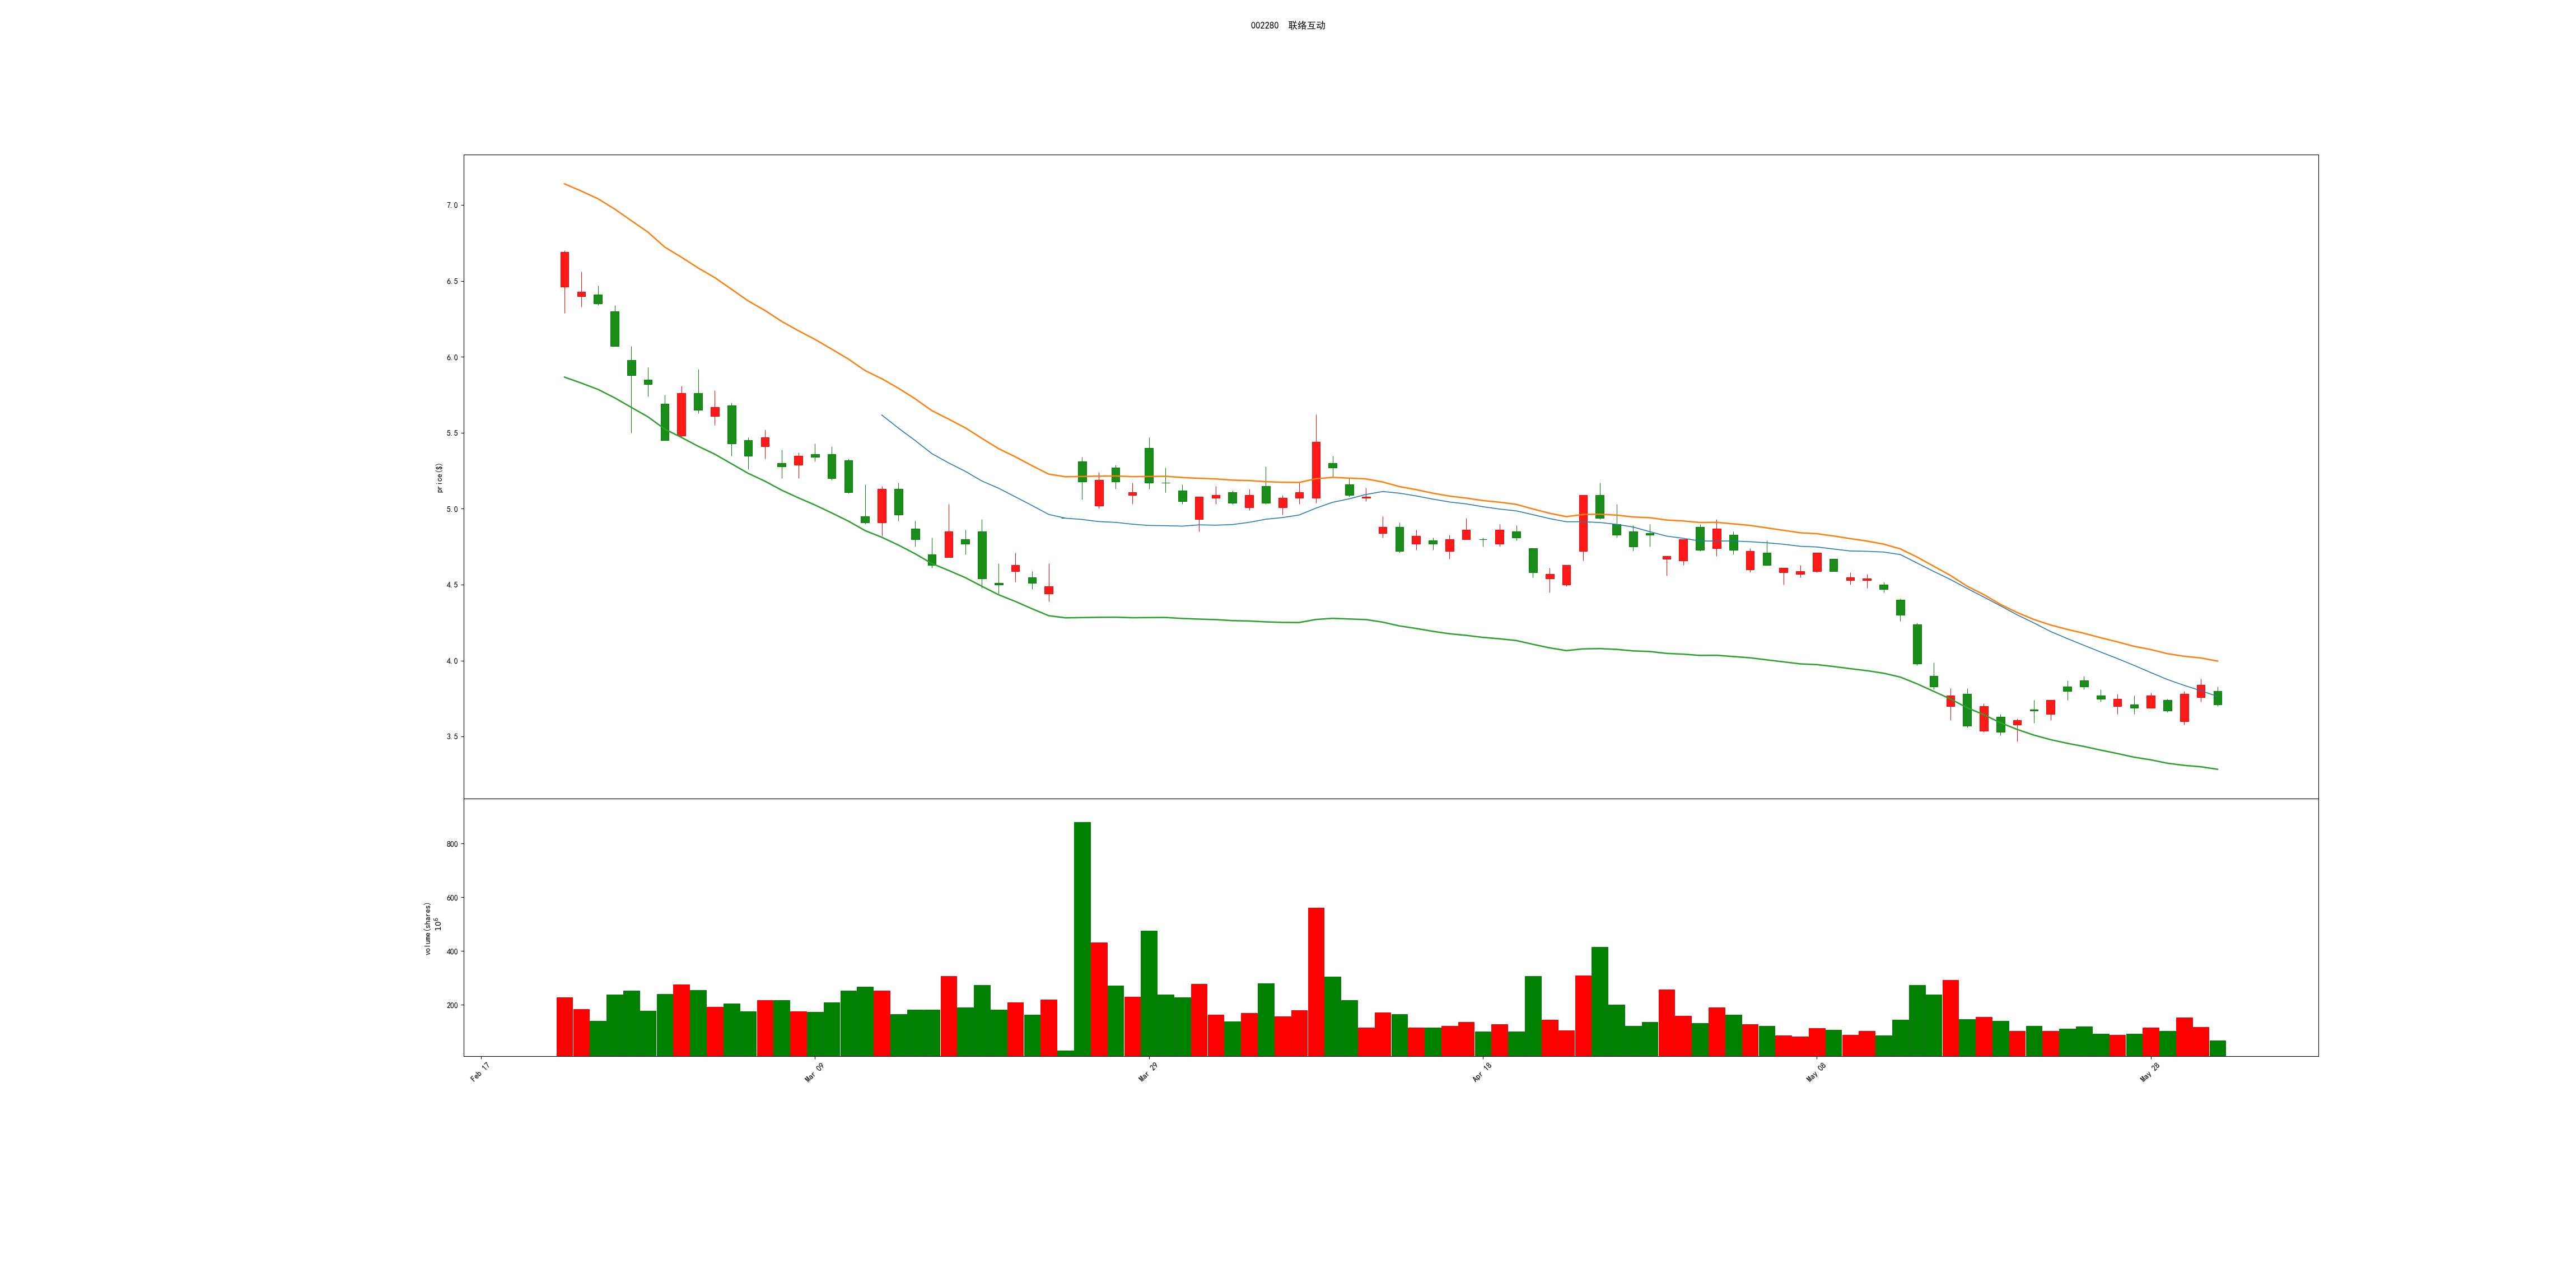 002280 联络互动
7.0
6.5
6.0
5.5
5.0
4.5
4.0
3.5
price($)
800
600
400
200
volume(shares)
10^6
Feb 17
Mar 09
Mar 29
Apr 18
May 08
May 28